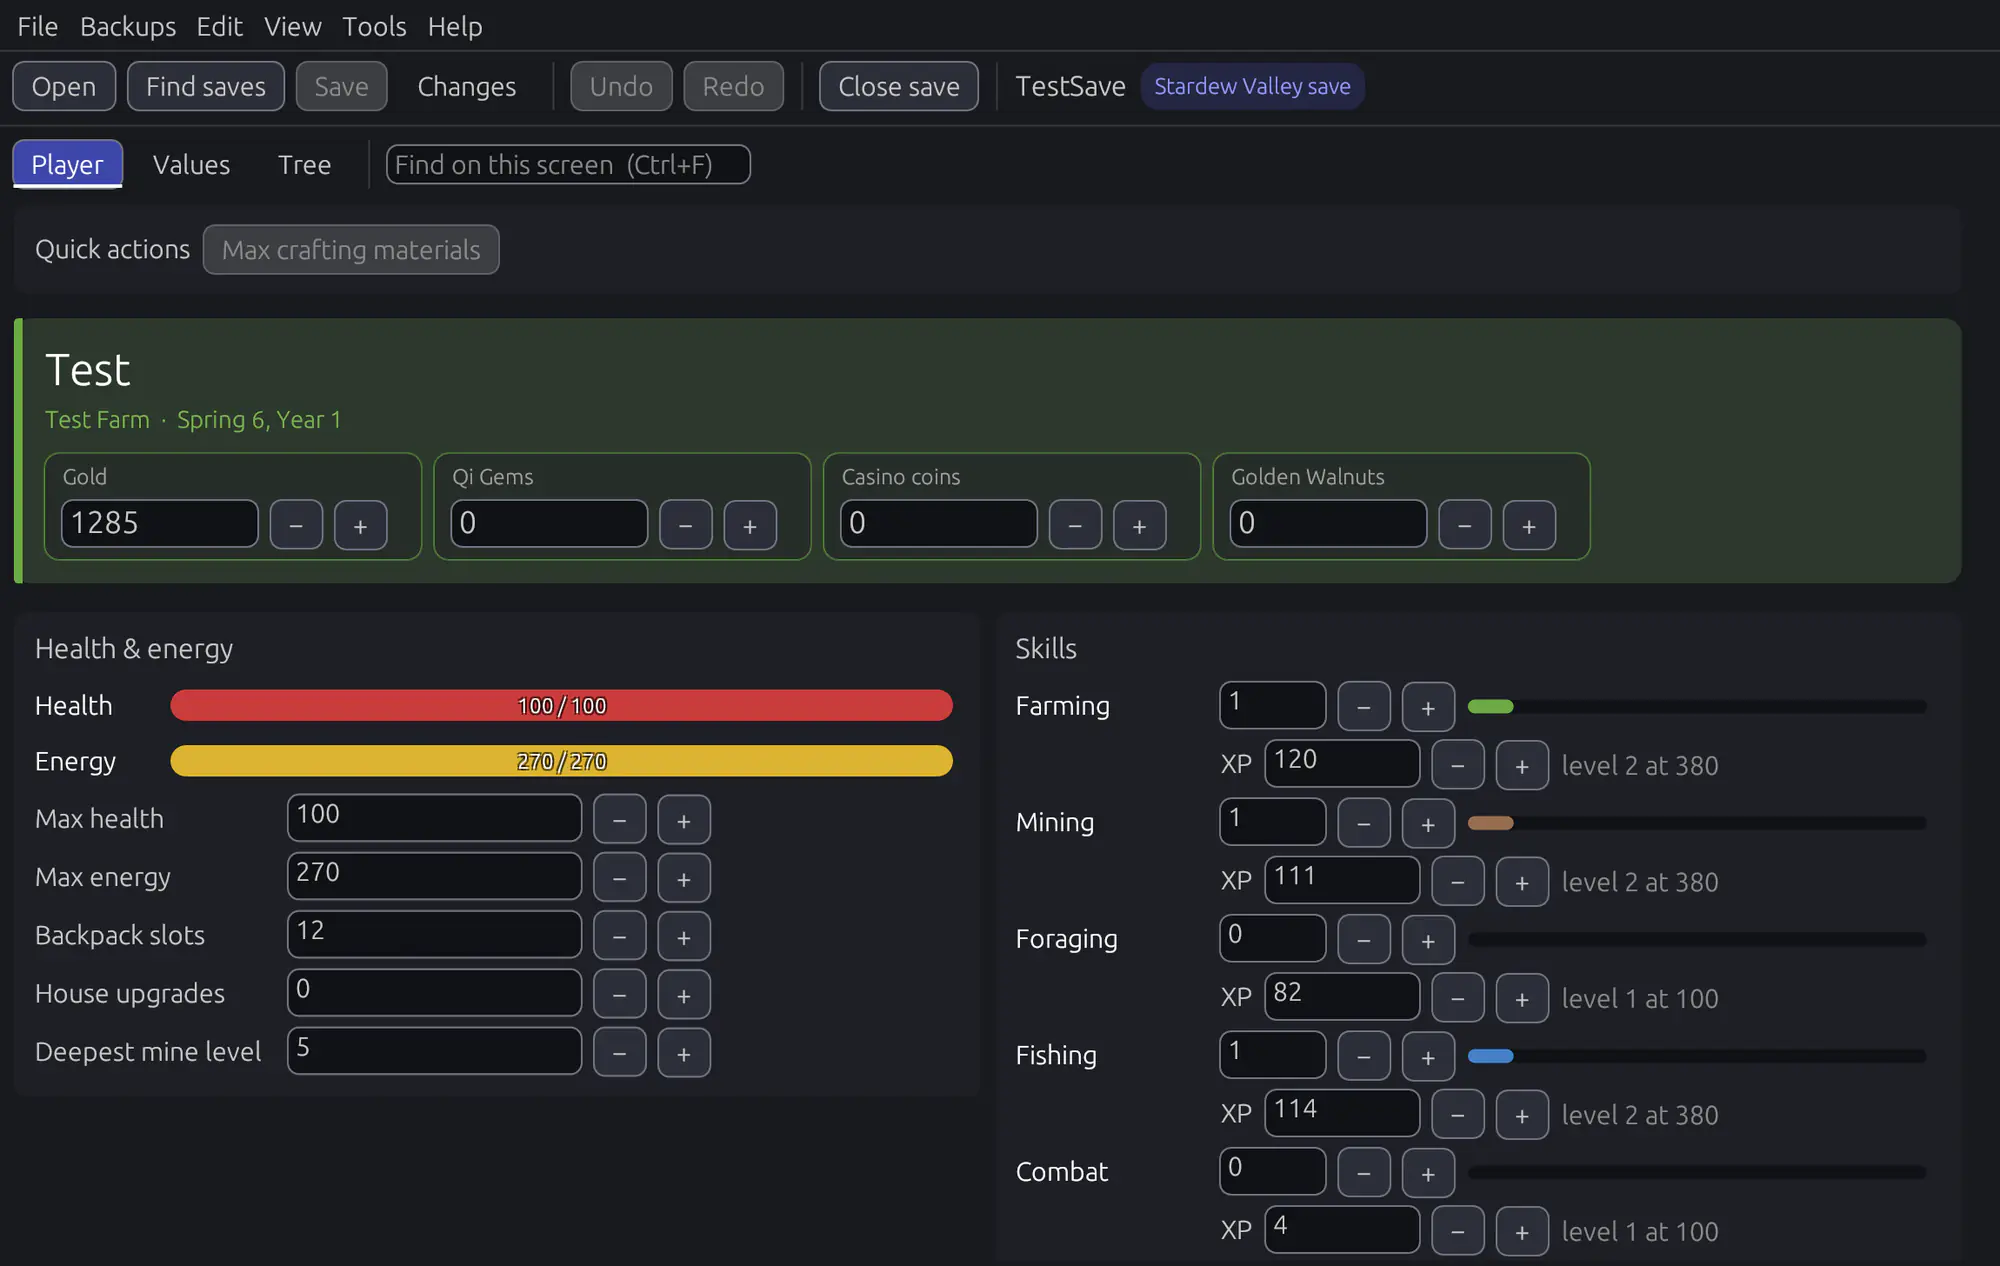 File Backups Edit View Tools Help
Open Find saves Save Changes Undo Redo Close save TestSave Stardew Valley save
Player Values Tree Find on this screen (Ctrl+F)
Quick actions Max crafting materials
Test
Test Farm · Spring 6, Year 1
Gold Qi Gems Casino coins Golden Walnuts
1285 − + 0 − + 0 − + 0 − +
Health & energy
Health 100 / 100
Energy 270 / 270
Max health 100 − +
Max energy 270 − +
Backpack slots 12 − +
House upgrades 0 − +
Deepest mine level 5 − +
Skills
Farming 1 − +
XP 120 − + level 2 at 380
Mining 1 − +
XP 111 − + level 2 at 380
Foraging 0 − +
XP 82 − + level 1 at 100
Fishing 1 − +
XP 114 − + level 2 at 380
Combat 0 − +
XP 4 − + level 1 at 100